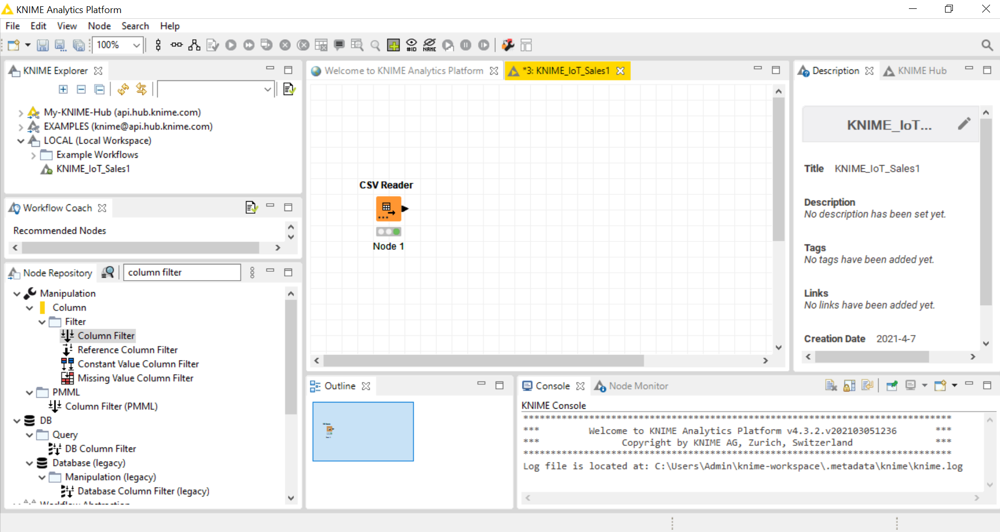 KNIME Analytics Platform
File Edit View Node Search Help
100%
#ID
NAME
KNIME Explorer
My-KNIME-Hub (api.hub.knime.com)
EXAMPLES (knime@api.hub.knime.com)
LOCAL (Local Workspace)
Example Workflows
KNIME_IoT_Sales1
Workflow Coach
Recommended Nodes
Node Repository
column filter
Manipulation
Column
Filter
Column Filter
Reference Column Filter
Constant Value Column Filter
Missing Value Column Filter
PMML
Column Filter (PMML)
DB
Query
DB Column Filter
Database (legacy)
Manipulation (legacy)
Database Column Filter (legacy)
Workflow Abstraction
Welcome to KNIME Analytics Platform
*3: KNIME_IoT_Sales1
CSV Reader
Node 1
Outline
Console
Node Monitor
KNIME Console
********************************************************************************
*** Welcome to KNIME Analytics Platform v4.3.2.v202103051236 ***
*** Copyright by KNIME AG, Zurich, Switzerland ***
********************************************************************************
Log file is located at: C:\Users\Admin\knime-workspace\.metadata\knime\knime.log
Description
KNIME Hub
KNIME_IoT...
Title KNIME_IoT_Sales1
Description
No description has been set yet.
Tags
No tags have been added yet.
Links
No links have been added yet.
Creation Date 2021-4-7